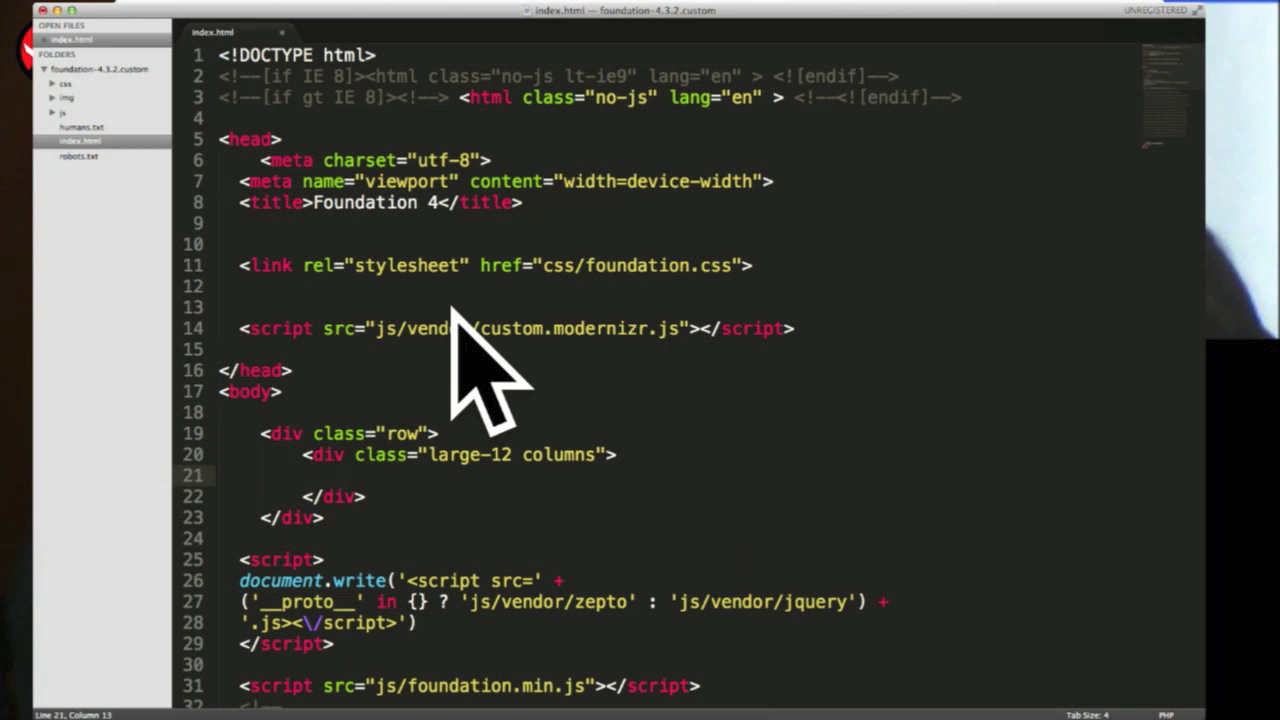 index.html — foundation-4.3.2.custom
UNREGISTERED
OPEN FILES
index.html
FOLDERS
foundation-4.3.2.custom
css
img
js
humans.txt
index.html
robots.txt
index.html
1 <!DOCTYPE html>
2 <!--[if IE 8]><html class="no-js lt-ie9" lang="en" > <![endif]-->
3 <!--[if gt IE 8]><!--> <html class="no-js" lang="en" > <!--<![endif]-->
4
5 <head>
6 <meta charset="utf-8">
7 <meta name="viewport" content="width=device-width">
8 <title>Foundation 4</title>
9
10
11 <link rel="stylesheet" href="css/foundation.css">
12
13
14 <script src="js/vendor/custom.modernizr.js"></script>
15
16 </head>
17 <body>
18
19 <div class="row">
20 <div class="large-12 columns">
21
22 </div>
23 </div>
24
25 <script>
26 document.write('<script src=' +
27 ('__proto__' in {} ? 'js/vendor/zepto' : 'js/vendor/jquery') +
28 '.js><\/script>')
29 </script>
30
31 <script src="js/foundation.min.js"></script>
32 <!--
Line 21, Column 13
Tab Size: 4
PHP